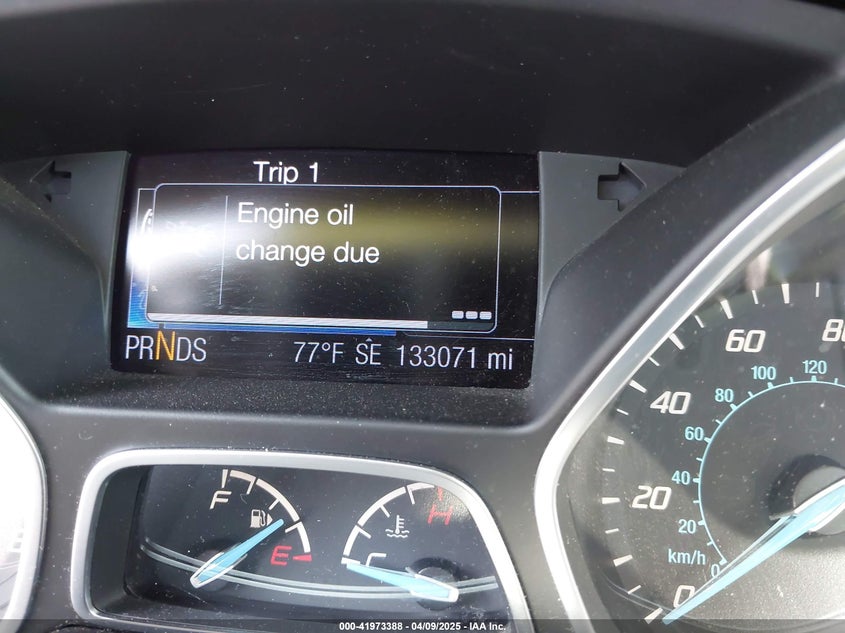 Trip 1
Engine oil
change due
PRNDS 77°F SE 133071 mi
F
E
C
H
0
20
40
60
80
0
20
40
60
80
100
120
km/h
000-41973388 - 04/09/2025 - IAA Inc.